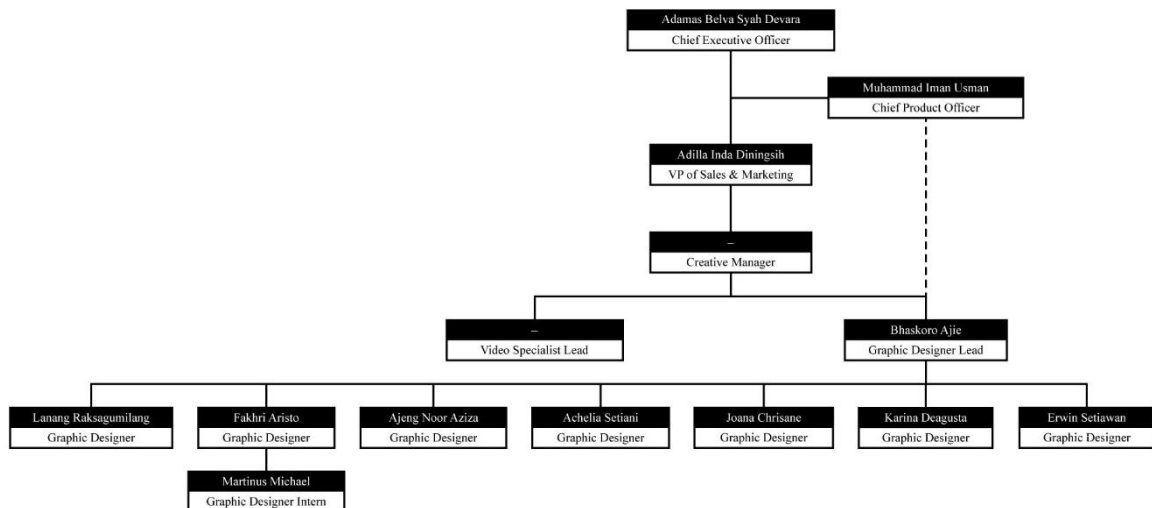 Adamas Belva Syah Devara
Chief Executive Officer
Muhammad Iman Usman
Chief Product Officer
Adilla Inda Diningsih
VP of Sales & Marketing
–
Creative Manager
–
Video Specialist Lead
Bhaskoro Ajie
Graphic Designer Lead
Lanang Raksagumilang
Graphic Designer
Fakhri Aristo
Graphic Designer
Ajeng Noor Aziza
Graphic Designer
Achelia Setiani
Graphic Designer
Joana Chrisane
Graphic Designer
Karina Deagusta
Graphic Designer
Erwin Setiawan
Graphic Designer
Martinus Michael
Graphic Designer Intern